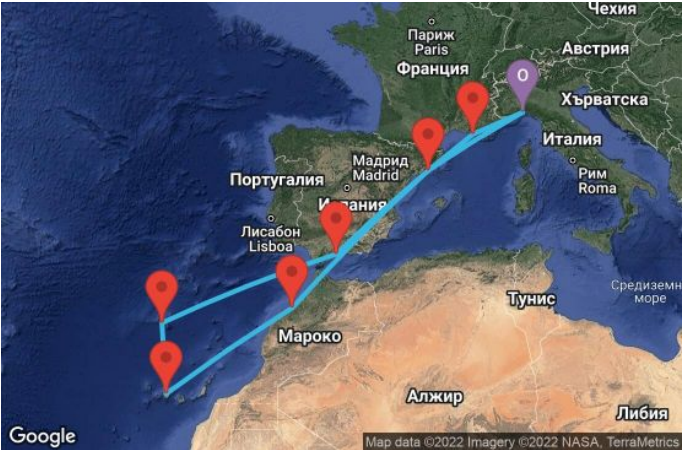 Чехия
Париж
Paris
Австрия
Франция
O
Хърватска
Италия
Мадрид
Madrid
Рим
Roma
Португалия
Испания
Лисабон
Lisboa
Средиземн
море
Тунис
Мароко
Алжир
Либия
Google
Map data ©2022 Imagery ©2022 NASA, TerraMetrics